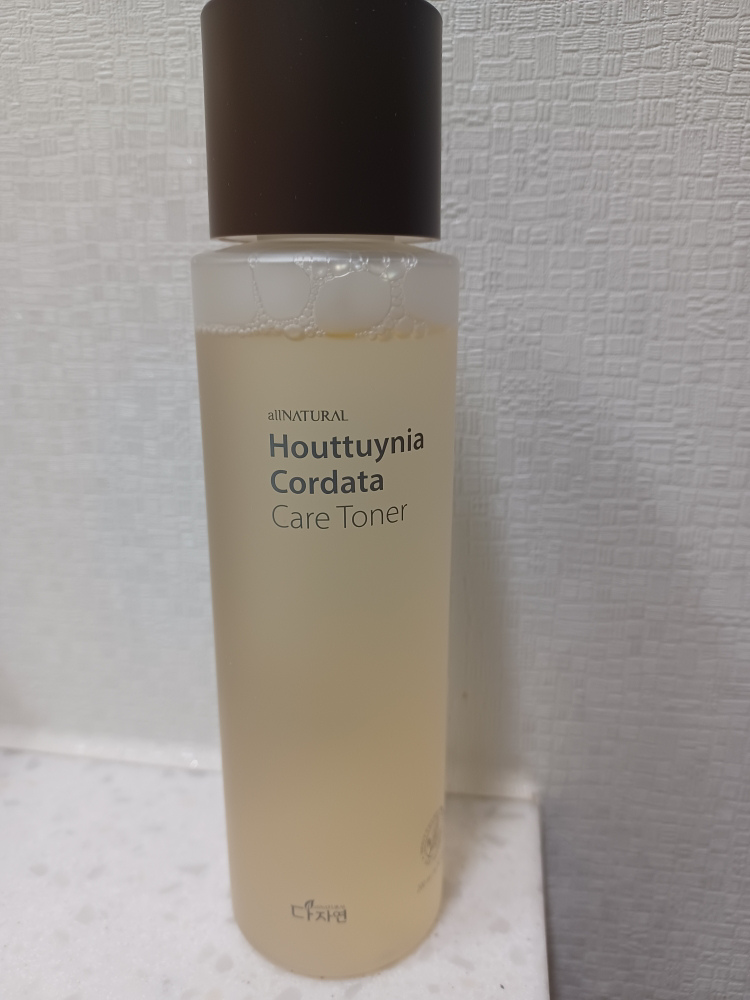 allNATURAL
Houttuynia
Cordata
Care Toner
다자연